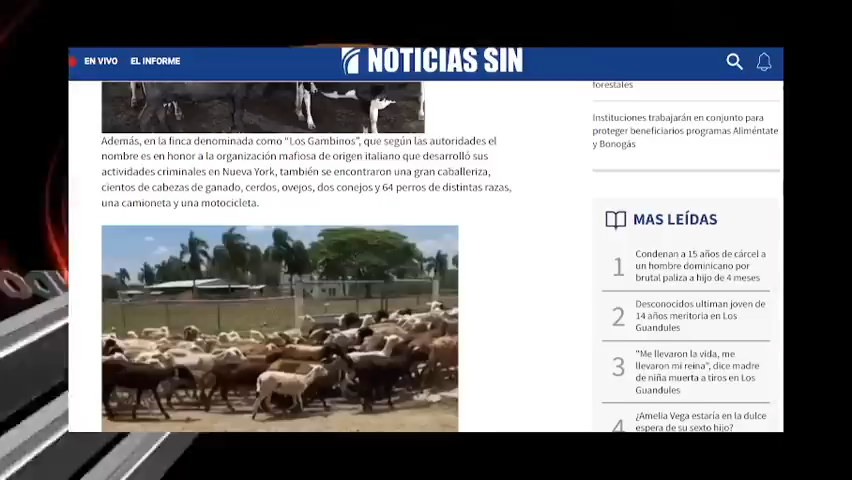 EN VIVO EL INFORME NOTICIAS SIN
Además, en la finca denominada como "Los Gambinos", que según las autoridades el
nombre es en honor a la organización mafiosa de origen italiano que desarrolló sus
actividades criminales en Nueva York, también se encontraron una gran caballeriza,
cientos de cabezas de ganado, cerdos, ovejos, dos conejos y 64 perros de distintas razas,
una camioneta y una motocicleta.
forestales
Instituciones trabajarán en conjunto para
proteger beneficiarios programas Aliméntate
y Bonogás
MAS LEÍDAS
1 Condenan a 15 años de cárcel a
un hombre dominicano por
brutal paliza a hijo de 4 meses
2 Desconocidos ultiman joven de
14 años meritoria en Los
Guandules
3 "Me llevaron la vida, me
llevaron mi reina", dice madre
de niña muerta a tiros en Los
Guandules
4 ¿Amelia Vega estaría en la dulce
espera de su sexto hijo?